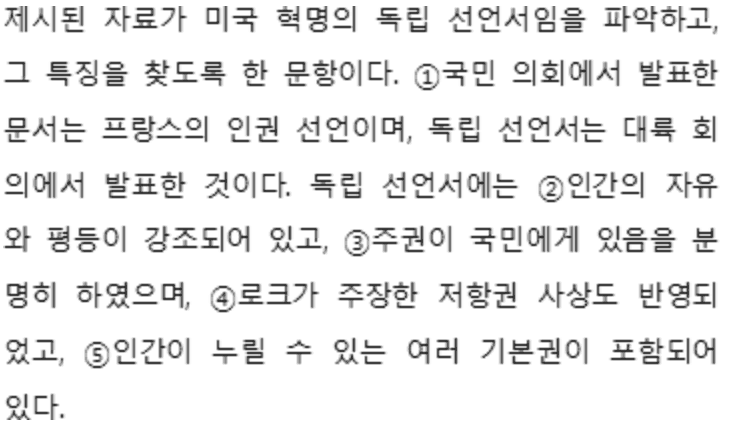 제시된 자료가 미국 혁명의 독립 선언서임을 파악하고,
그 특징을 찾도록 한 문항이다. ①국민 의회에서 발표한
문서는 프랑스의 인권 선언이며, 독립 선언서는 대륙 회
의에서 발표한 것이다. 독립 선언서에는 ②인간의 자유
와 평등이 강조되어 있고, ③주권이 국민에게 있음을 분
명히 하였으며, ④로크가 주장한 저항권 사상도 반영되
었고, ⑤인간이 누릴 수 있는 여러 기본권이 포함되어
있다.